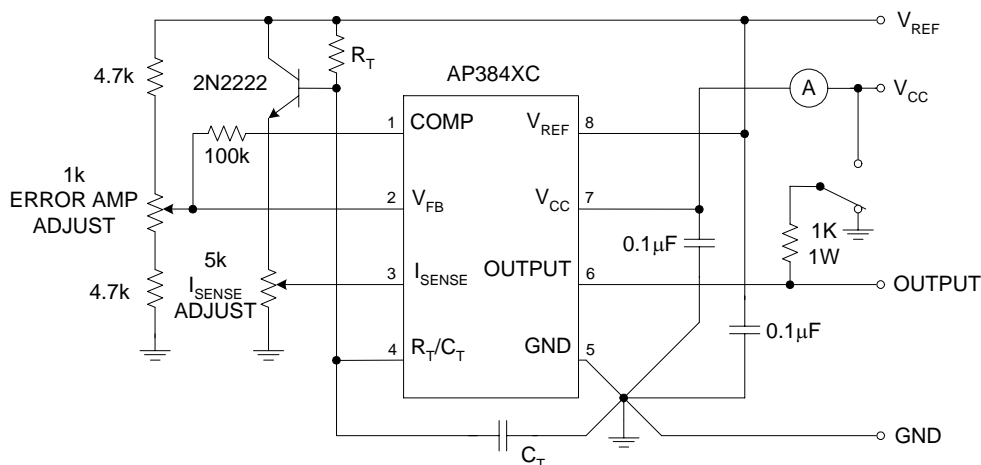 V_REF
R_T
4.7k
2N2222
AP384XC
A
V_CC
1
COMP
V_REF
8
100k
1k
ERROR AMP
ADJUST
2
V_FB
V_CC
7
0.1μF
1K
1W
5k
I_SENSE
ADJUST
3
I_SENSE
OUTPUT
6
OUTPUT
4.7k
0.1μF
4
R_T/C_T
GND
5
GND
C_T